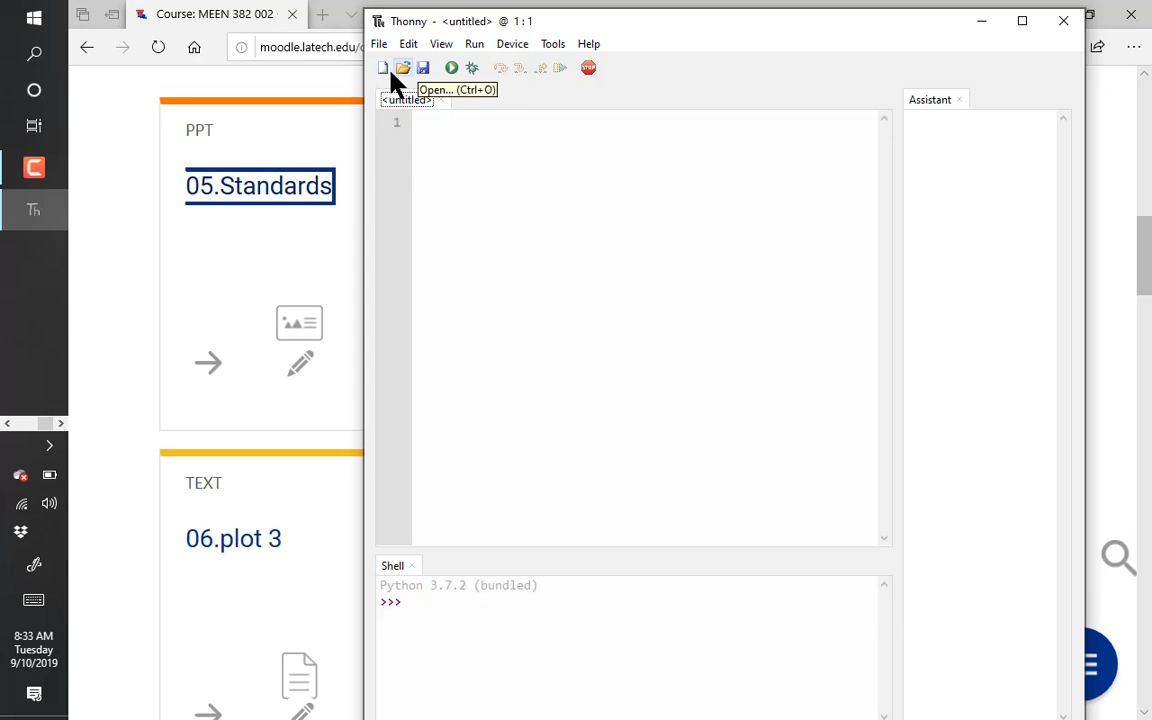 Course: MEEN 382 002
moodle.latech.edu/c
PPT
05.Standards
TEXT
06.plot 3
Th
8:33 AM
Tuesday
9/10/2019
Thonny - <untitled> @ 1 : 1
File Edit View Run Device Tools Help
STOP
Open... (Ctrl+O)
<untitled>
1
Assistant
Shell
Python 3.7.2 (bundled)
>>>